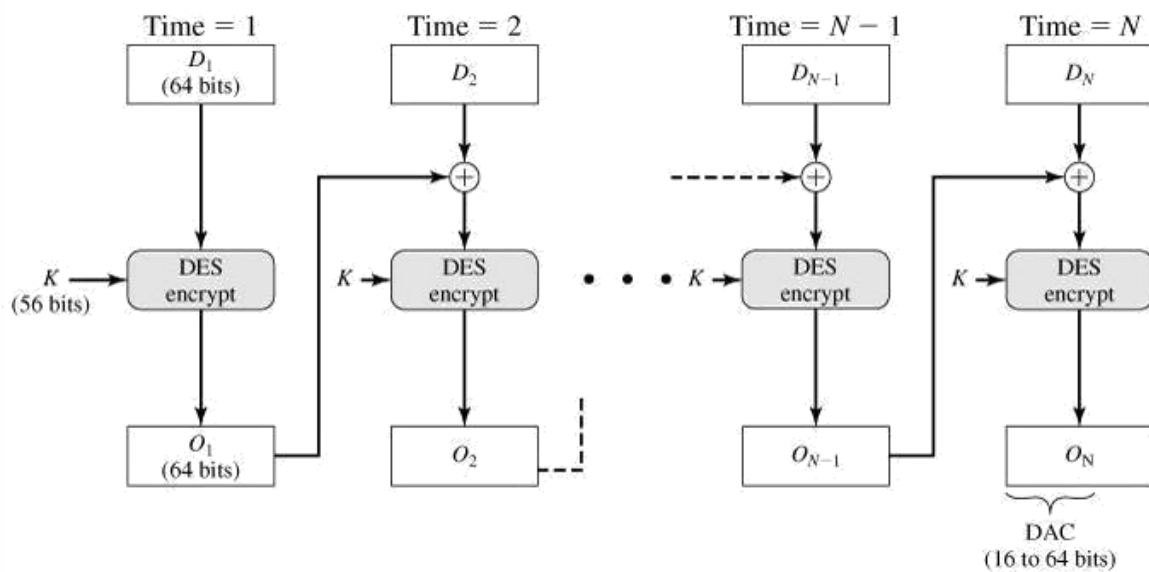 Time = 1
Time = 2
Time = N − 1
Time = N
D₁
(64 bits)
D₂
Dₙ₋₁
Dₙ
+
+
+
K
(56 bits)
DES
encrypt
K
DES
encrypt
• • •
K
DES
encrypt
K
DES
encrypt
O₁
(64 bits)
O₂
Oₙ₋₁
O_N
DAC
(16 to 64 bits)